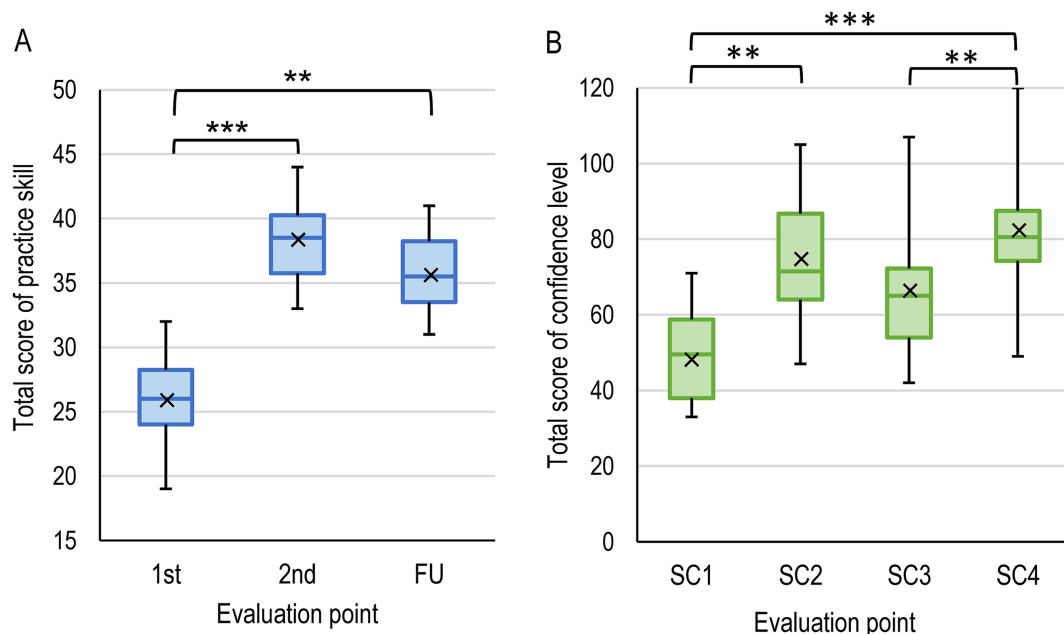 A
Total score of practice skill
50
45
40
35
30
25
20
15
**
***
1st 2nd FU
Evaluation point
B
Total score of confidence level
120
100
80
60
40
20
0
***
** **
SC1 SC2 SC3 SC4
Evaluation point